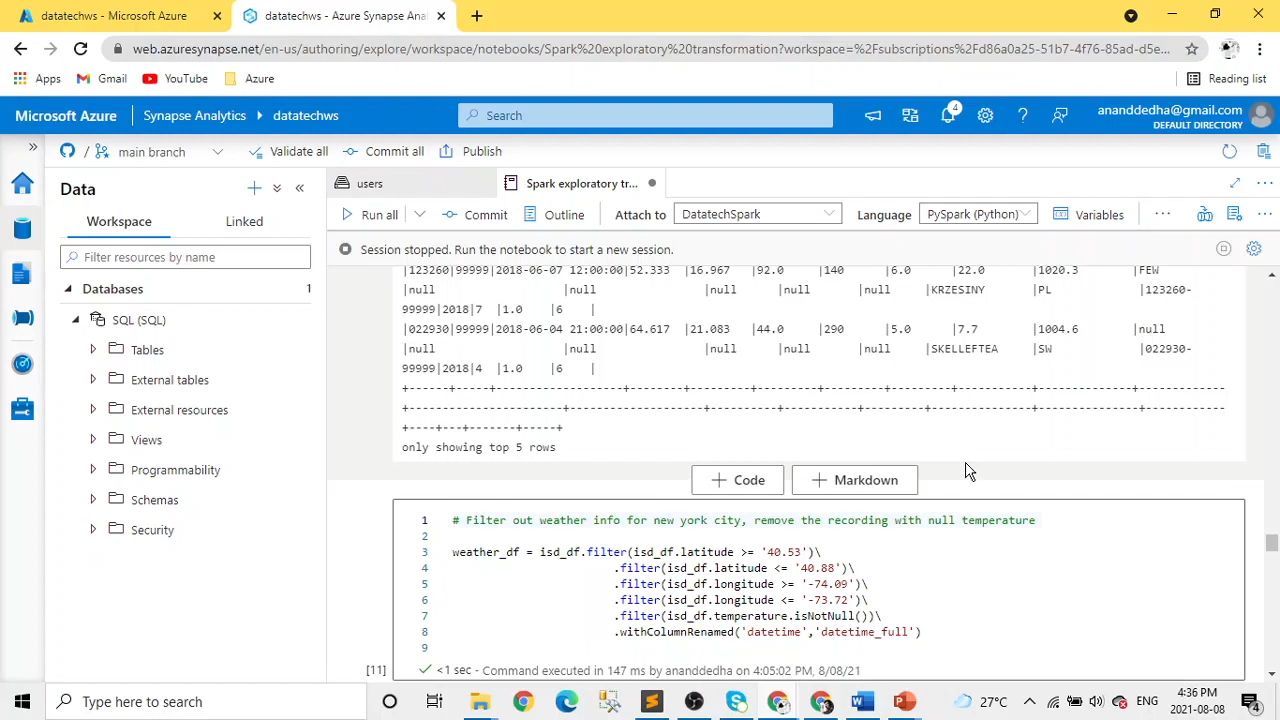 datatechws - Microsoft Azure
datatechws - Azure Synapse Anal
web.azuresynapse.net/en-us/authoring/explore/workspace/notebooks/Spark%20exploratory%20transformation?workspace=%2Fsubscriptions%2Fd86a0a25-51b7-4f76-85ad-d5e...
Apps Gmail YouTube Azure Reading list
Microsoft Azure Synapse Analytics datatechws Search 4 ananddedha@gmail.com
DEFAULT DIRECTORY
/ main branch Validate all Commit all Publish
Data
users Spark exploratory tr...
Workspace Linked
Run all Commit Outline Attach to DatatechSpark Language PySpark (Python) Variables
Filter resources by name
Session stopped. Run the notebook to start a new session.
Databases 1
SQL (SQL)
Tables
External tables
External resources
Views
Programmability
Schemas
Security
|123260|99999|2018-06-07 12:00:00|52.333 |16.967 |92.0 |140 |5.0 |22.0 |1020.3 |FEW
|null |null |null |null |null |KRZESINY |PL |123260-
99999|2018|7 |1.0 |6 |
|022930|99999|2018-06-04 21:00:00|64.617 |21.083 |44.0 |290 |5.0 |7.7 |1004.6 |null
|null |null |null |null |null |SKELLEFTEA |SW |022930-
99999|2018|4 |1.0 |6 |
+------+-----+-------------------+--------+---------+-----------+---------+-------+-----------+---------------+------------
+---------------------+--------------------+----------+-----------+---------+---------------+---------------+------------
+----+---+-------+-----+
only showing top 5 rows
+ Code + Markdown
1 # Filter out weather info for new york city, remove the recording with null temperature
2
3 weather_df = isd_df.filter(isd_df.latitude >= '40.53')\
4 .filter(isd_df.latitude <= '40.88')\
5 .filter(isd_df.longitude >= '-74.09')\
6 .filter(isd_df.longitude <= '-73.72')\
7 .filter(isd_df.temperature.isNotNull())\
8 .withColumnRenamed('datetime','datetime_full')
9
[11] <1 sec - Command executed in 147 ms by ananddedha on 4:05:02 PM, 8/08/21
Type here to search
27°C ENG 4:36 PM
2021-08-08 4